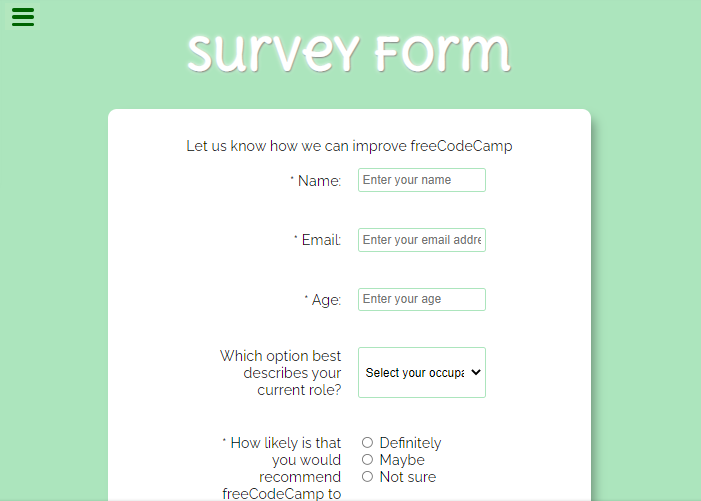 survey form
Let us know how we can improve freeCodeCamp
* Name: Enter your name
* Email: Enter your email addre
* Age: Enter your age
Which option best
describes your
current role?
Select your occupa
* How likely is that
you would
recommend
freeCodeCamp to
Definitely
Maybe
Not sure